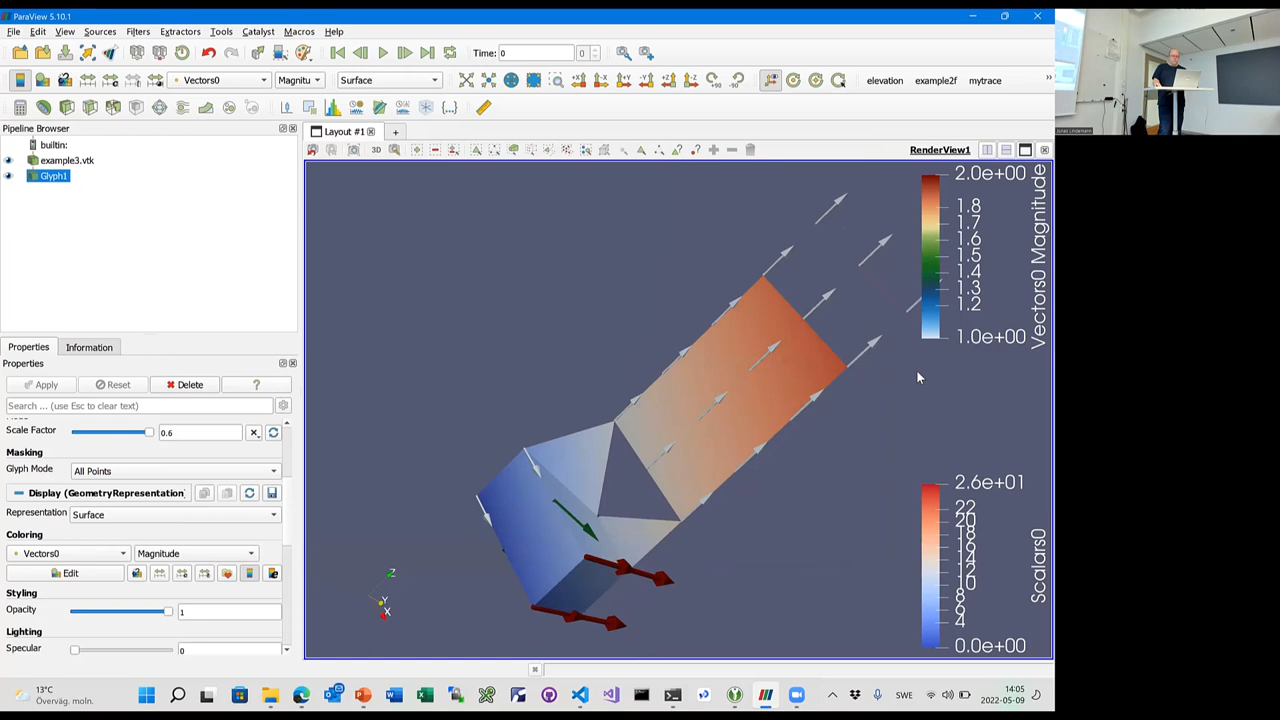 ParaView 5.10.1
File Edit View Sources Filters Extractors Tools Catalyst Macros Help
Time: 0 0
Vectors0 Magnitu Surface elevation example2f mytrace »
Pipeline Browser
Layout #1
builtin:
example3.vtk
Glyph1
3D RenderView1
2.0e+00
1.8
1.7
1.6
1.5
1.4
1.3
1.2
1.0e+00
Vectors0 Magnitude
Properties Information
Properties
Apply Reset Delete ?
Search ... (use Esc to clear text)
Scale Factor 0.6
Masking
Glyph Mode All Points
Display (GeometryRepresentation)
Representation Surface
Coloring
Vectors0 Magnitude
Edit
Styling
Opacity 1
Lighting
Specular 0
2.6e+01
22
20
18
16
14
12
10
8
6
4
0.0e+00
Scalars0
Z
Y
X
Jonas Lindemann
13°C
Överväg. moln.
SWE
14:05
2022-05-09